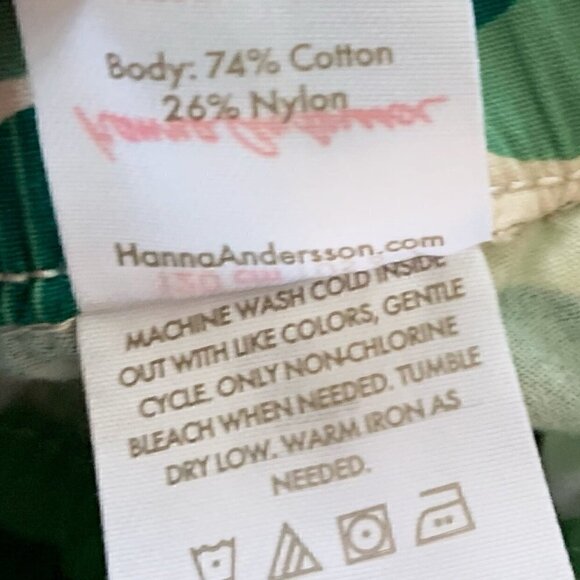 Body: 74% Cotton
26% Nylon
HannaAndersson.com
MACHINE WASH COLD INSIDE
OUT WITH LIKE COLORS, GENTLE
CYCLE. ONLY NON-CHLORINE
BLEACH WHEN NEEDED. TUMBLE
DRY LOW. WARM IRON AS
NEEDED.